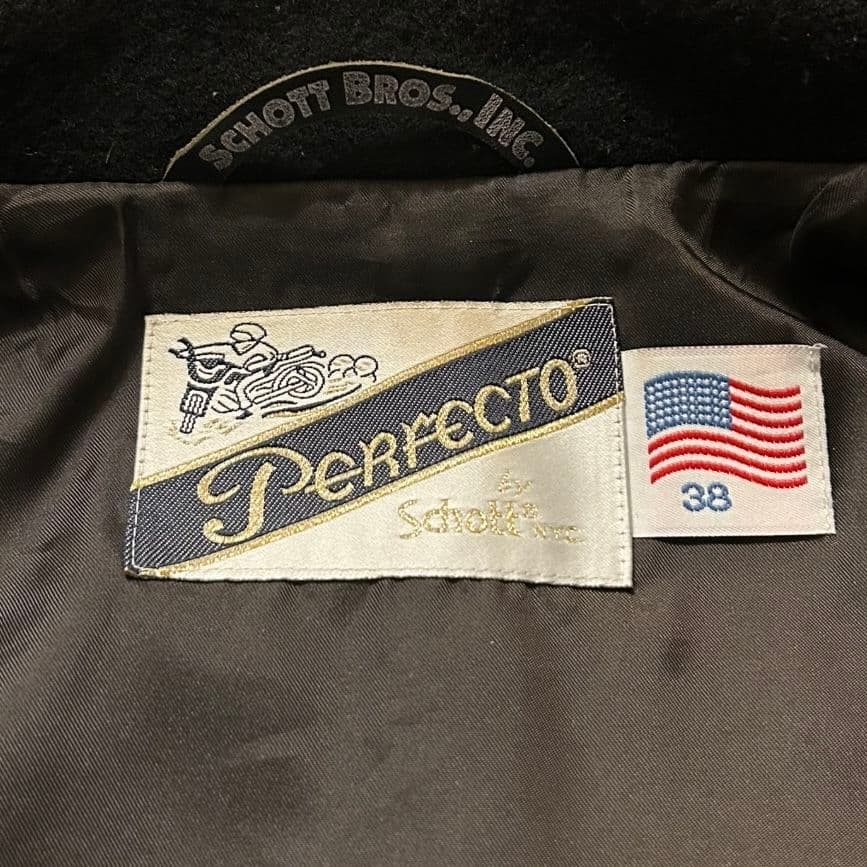 SCHOTT BROS., INC.
PERFECTO®
by
Schott® NYC
38